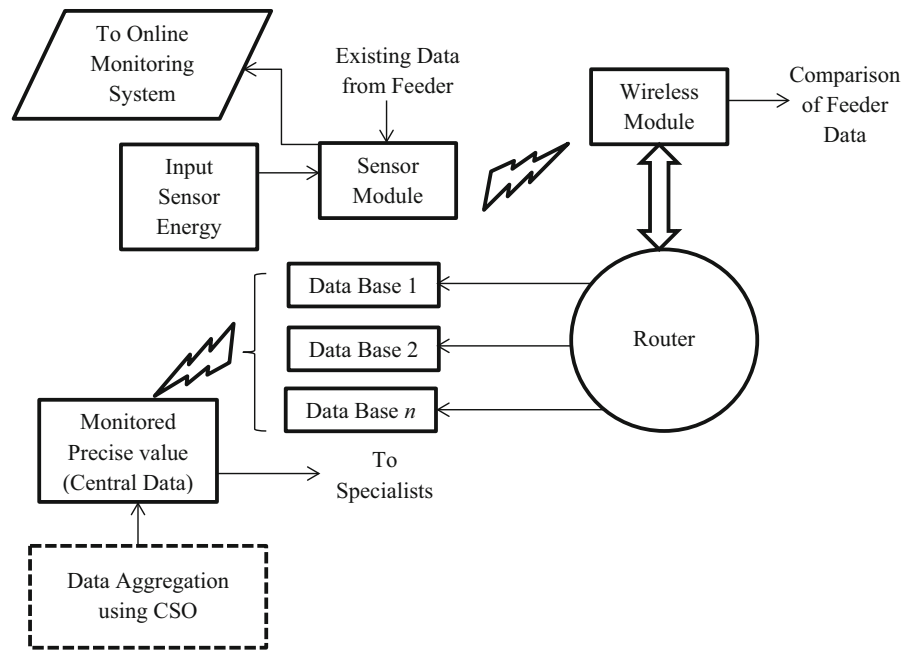 To Online
Monitoring
System
Existing Data
from Feeder
Wireless
Module
Comparison
of Feeder
Data
Input
Sensor
Energy
Sensor
Module
Data Base 1
Data Base 2
Data Base n
Router
Monitored
Precise value
(Central Data)
To
Specialists
Data Aggregation
using CSO